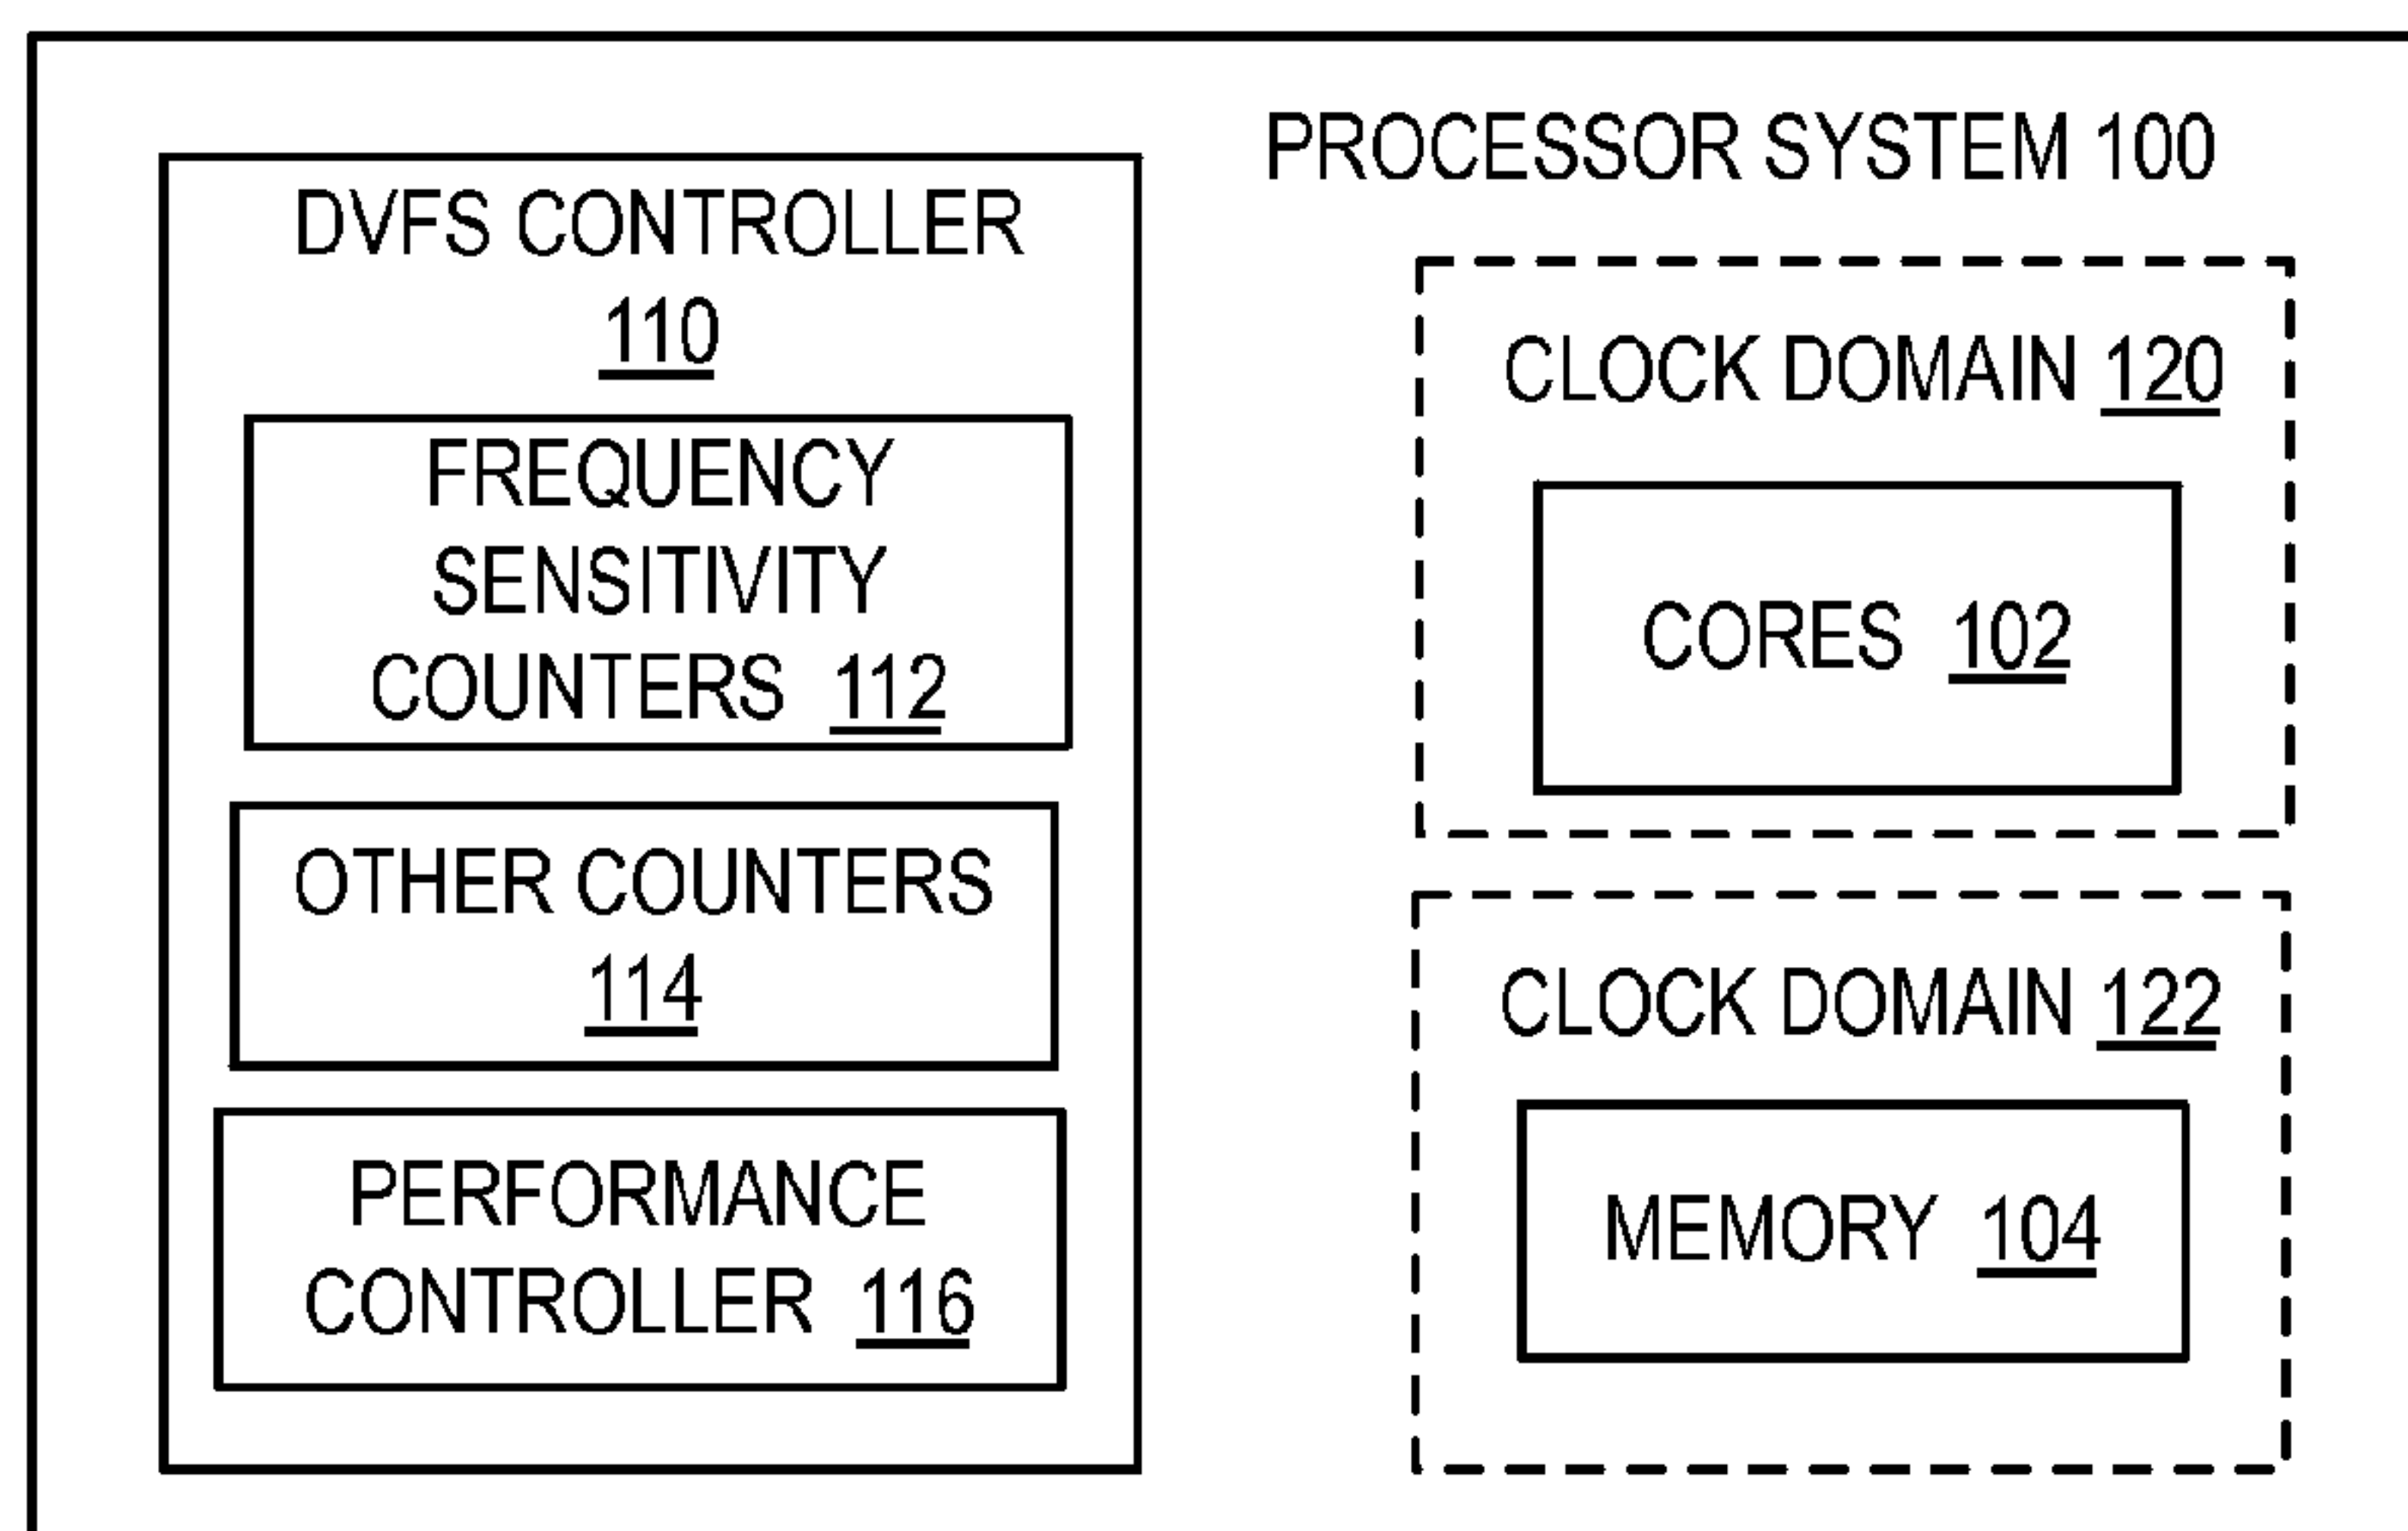 PROCESSOR SYSTEM 100
DVFS CONTROLLER
110
FREQUENCY
SENSITIVITY
COUNTERS 112
OTHER COUNTERS
114
PERFORMANCE
CONTROLLER 116
CLOCK DOMAIN 120
CORES 102
CLOCK DOMAIN 122
MEMORY 104